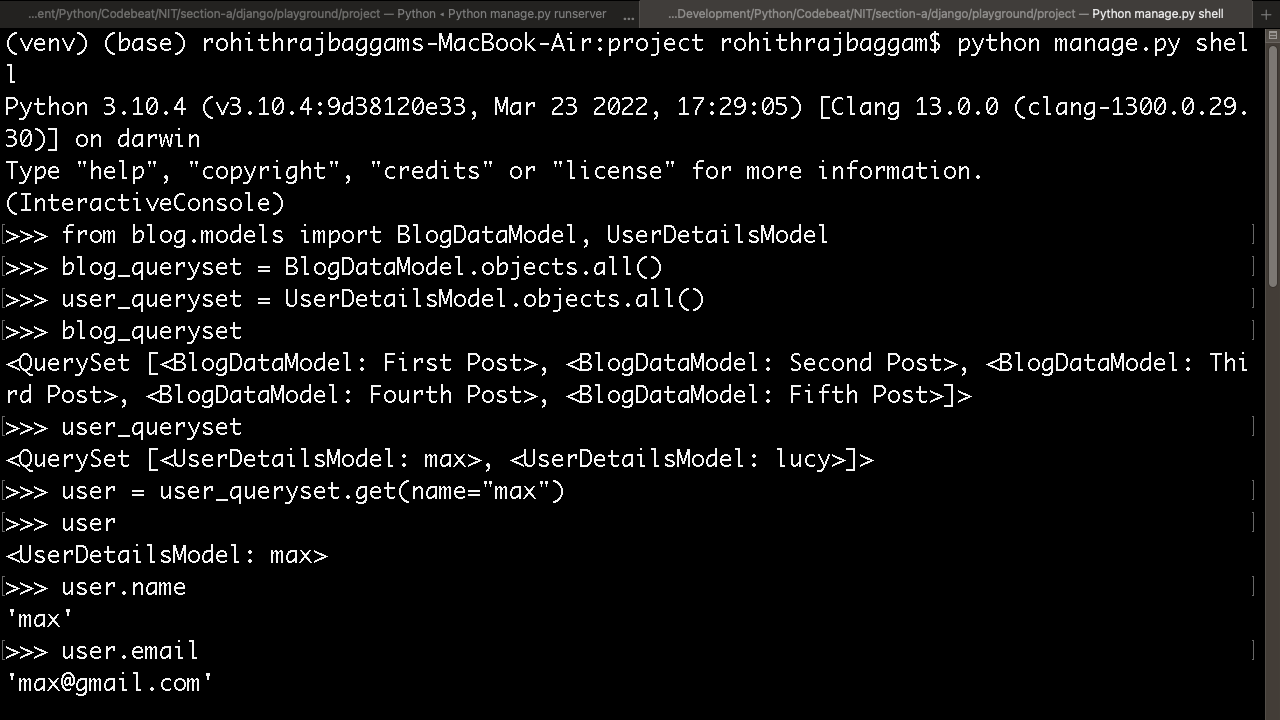 ...ent/Python/Codebeat/NIT/section-a/django/playground/project — Python • Python manage.py runserver ...
...Development/Python/Codebeat/NIT/section-a/django/playground/project — Python manage.py shell +
(venv) (base) rohithrajbaggams-MacBook-Air:project rohithrajbaggam$ python manage.py shel
l
Python 3.10.4 (v3.10.4:9d38120e33, Mar 23 2022, 17:29:05) [Clang 13.0.0 (clang-1300.0.29.
30)] on darwin
Type "help", "copyright", "credits" or "license" for more information.
(InteractiveConsole)
[>>> from blog.models import BlogDataModel, UserDetailsModel ]
[>>> blog_queryset = BlogDataModel.objects.all() ]
[>>> user_queryset = UserDetailsModel.objects.all() ]
[>>> blog_queryset ]
<QuerySet [<BlogDataModel: First Post>, <BlogDataModel: Second Post>, <BlogDataModel: Thi
rd Post>, <BlogDataModel: Fourth Post>, <BlogDataModel: Fifth Post>]>
[>>> user_queryset ]
<QuerySet [<UserDetailsModel: max>, <UserDetailsModel: lucy>]>
[>>> user = user_queryset.get(name="max") ]
[>>> user ]
<UserDetailsModel: max>
[>>> user.name ]
'max'
[>>> user.email ]
'max@gmail.com'